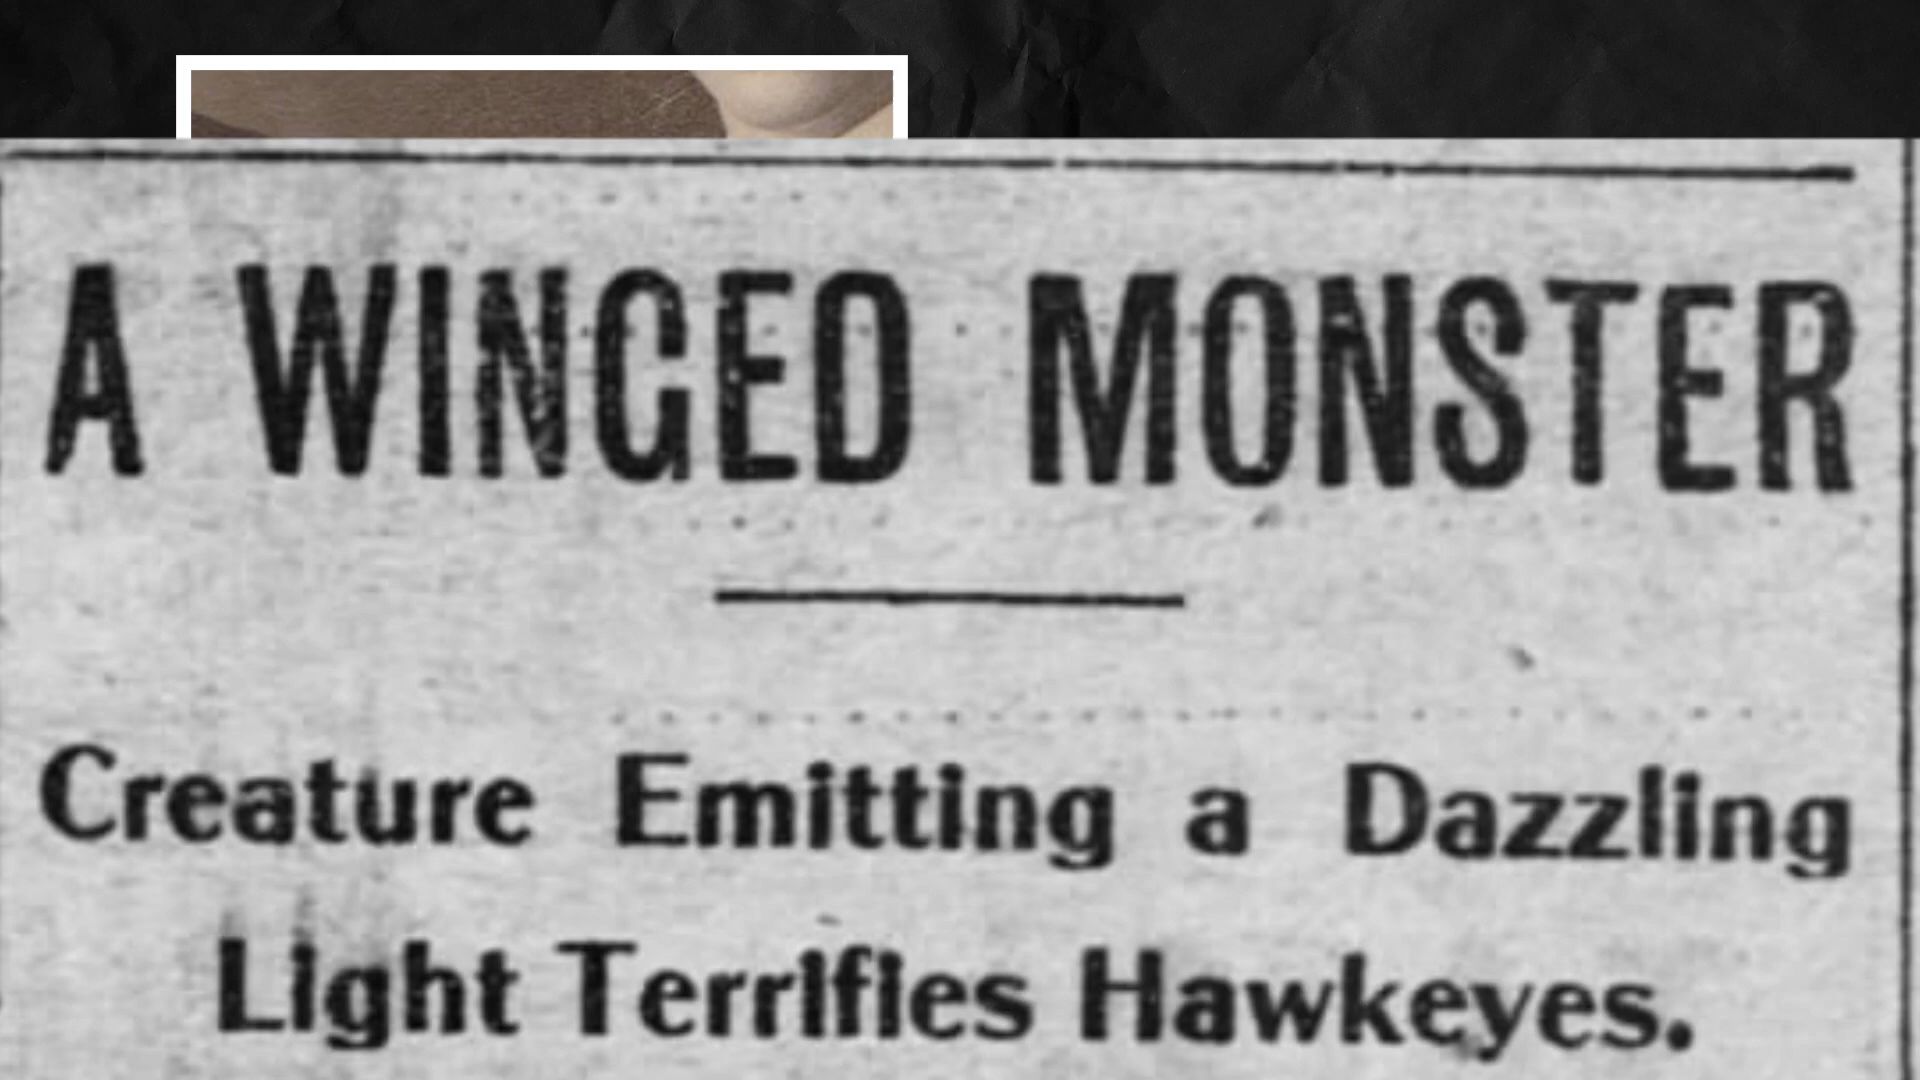 A WINGED MONSTER
Creature Emitting a Dazzling
Light Terrifies Hawkeyes.